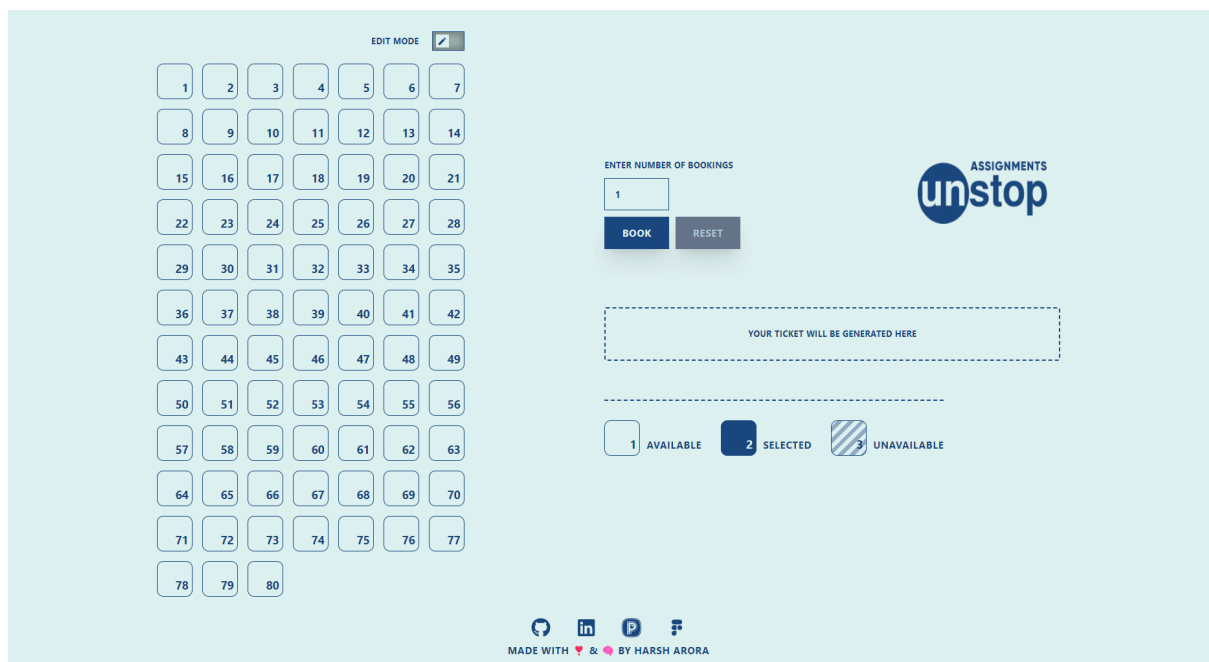 EDIT MODE
1 2 3 4 5 6 7
8 9 10 11 12 13 14
15 16 17 18 19 20 21
22 23 24 25 26 27 28
29 30 31 32 33 34 35
36 37 38 39 40 41 42
43 44 45 46 47 48 49
50 51 52 53 54 55 56
57 58 59 60 61 62 63
64 65 66 67 68 69 70
71 72 73 74 75 76 77
78 79 80
ENTER NUMBER OF BOOKINGS
1
BOOK RESET
ASSIGNMENTS
unstop
YOUR TICKET WILL BE GENERATED HERE
1 AVAILABLE 2 SELECTED 3 UNAVAILABLE
in P
MADE WITH ❣ & 🧠 BY HARSH ARORA